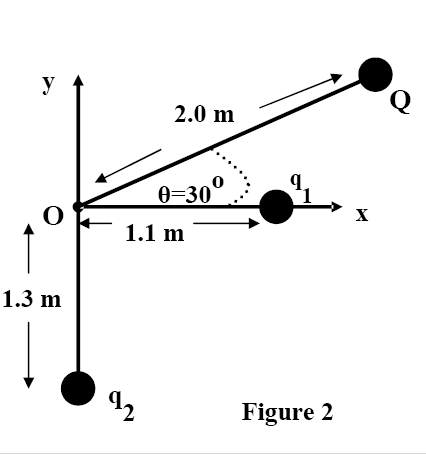 y
Q
2.0 m
θ=30°
q₁
O
x
1.1 m
1.3 m
q₂
Figure 2